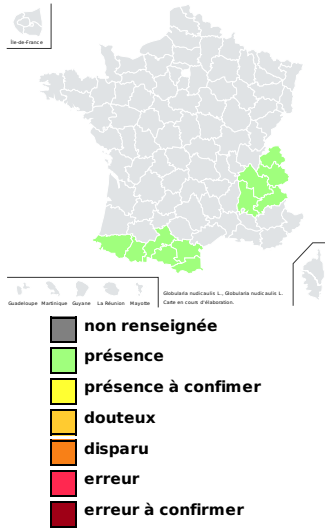 Île-de-France
Guadeloupe Martinique Guyane La Réunion Mayotte
Globularia nudicaulis L., Globularia nudicaulis L.
Carte en cours d'élaboration.
non renseignée
présence
présence à confimer
douteux
disparu
erreur
erreur à confirmer